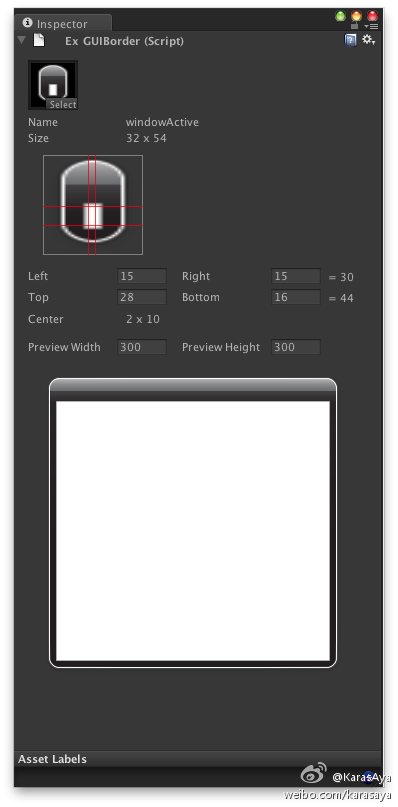 Inspector
Ex GUIBorder (Script)
Select
Name windowActive
Size 32 x 54
Left 15 Right 15 = 30
Top 28 Bottom 16 = 44
Center 2 x 10
Preview Width 300 Preview Height 300
Asset Labels
@KarasAya
weibo.com/karasaya